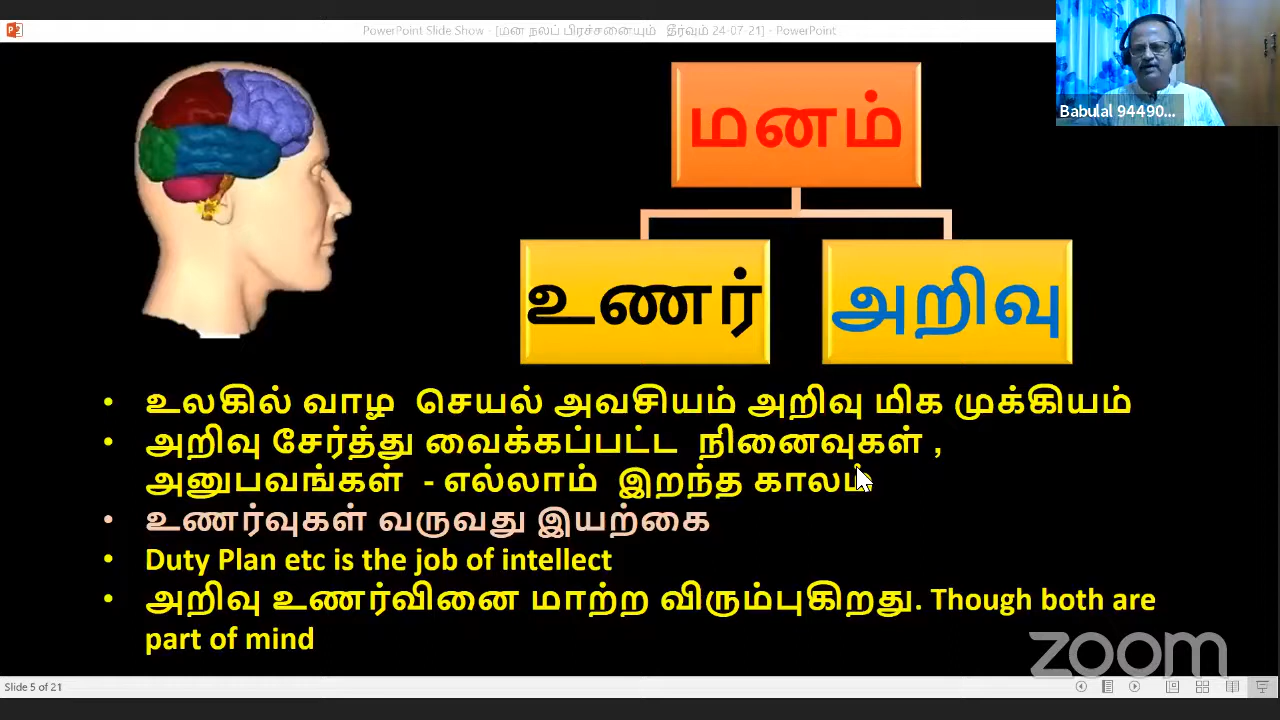 PowerPoint Slide Show - [மன நலப் பிரச்சனையும் தீர்வும் 24-07-21] - PowerPoint
Babulal 94490...
மனம்
உணர்
அறிவு
• உலகில் வாழ செயல் அவசியம் அறிவு மிக முக்கியம்
• அறிவு சேர்த்து வைக்கப்பட்ட நினைவுகள் ,
அனுபவங்கள் - எல்லாம் இறந்த காலம்
• உணர்வுகள் வருவது இயற்கை
• Duty Plan etc is the job of intellect
• அறிவு உணர்வினை மாற்ற விரும்புகிறது. Though both are
part of mind
zoom
Slide 5 of 21